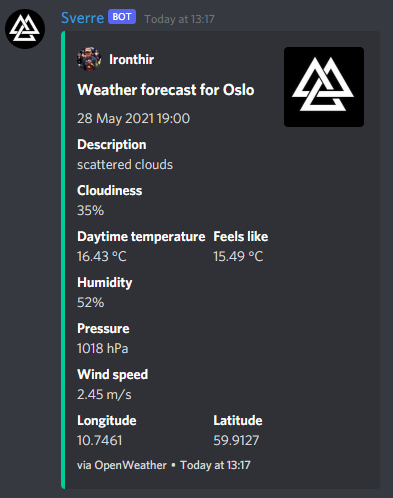 Sverre BOT Today at 13:17
Ironthir
Weather forecast for Oslo
28 May 2021 19:00
Description
scattered clouds
Cloudiness
35%
Daytime temperature Feels like
16.43 °C 15.49 °C
Humidity
52%
Pressure
1018 hPa
Wind speed
2.45 m/s
Longitude Latitude
10.7461 59.9127
via OpenWeather • Today at 13:17